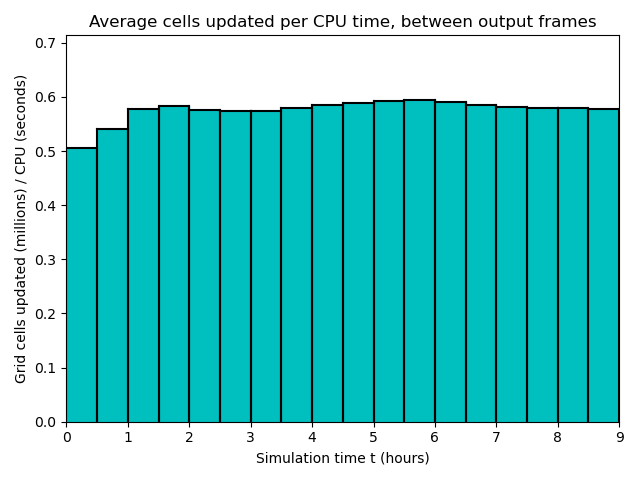 Average cells updated per CPU time, between output frames
Grid cells updated (millions) / CPU (seconds)
0.7
0.6
0.5
0.4
0.3
0.2
0.1
0.0
0 1 2 3 4 5 6 7 8 9
Simulation time t (hours)